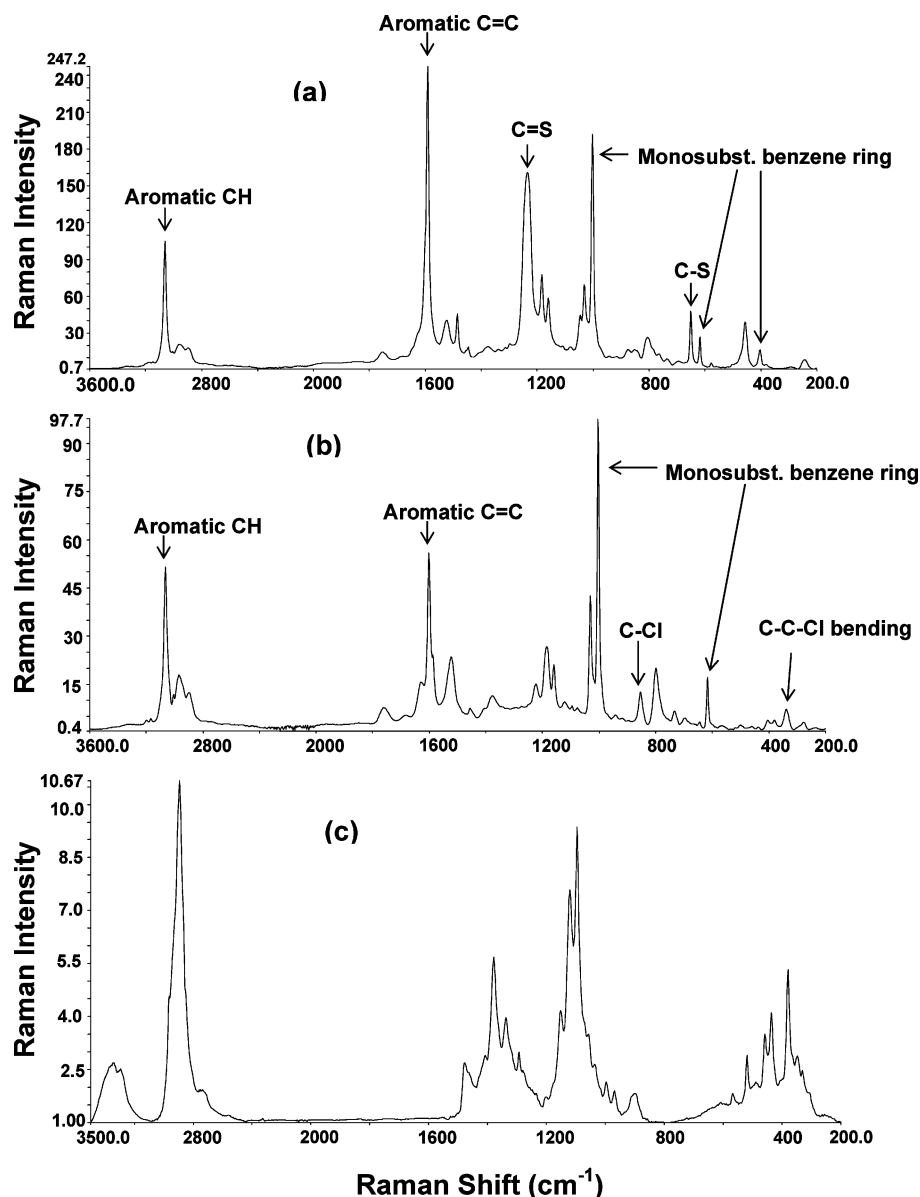 Aromatic C=C
247.2
240
210
180
150
120
90
60
30
0.7
(a)
C=S
Monosubst. benzene ring
Aromatic CH
C-S
Raman Intensity
3600.0 2800 2000 1600 1200 800 400 200.0
97.7
90
75
60
45
30
15
0.4
(b)
Monosubst. benzene ring
Aromatic C=C
Aromatic CH
C-Cl
C-C-Cl bending
Raman Intensity
3600.0 2800 2000 1600 1200 800 400 200.0
10.67
10.0
8.5
7.0
5.5
4.0
2.5
1.00
(c)
Raman Intensity
3500.0 2800 2000 1600 1200 800 400 200.0
Raman Shift (cm⁻¹)